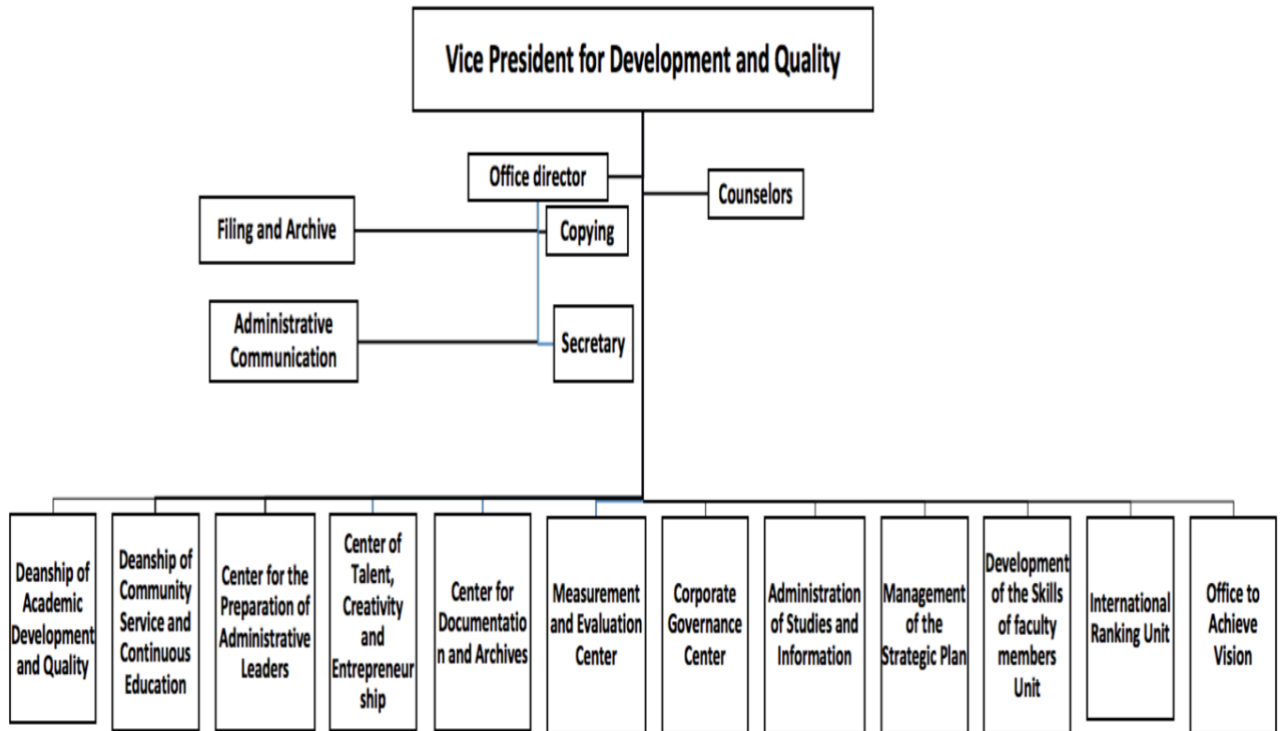 Vice President for Development and Quality
Office director
Counselors
Filing and Archive
Copying
Administrative
Communication
Secretary
Deanship of
Academic
Development
and Quality
Deanship of
Community
Service and
Continuous
Education
Center for the
Preparation of
Administrative
Leaders
Center of
Talent,
Creativity
and
Entrepreneur
ship
Center for
Documentatio
n and Archives
Measurement
and Evaluation
Center
Corporate
Governance
Center
Administration
of Studies and
Information
Management
of the
Strategic Plan
Development
of the Skills
of faculty
members
Unit
International
Ranking Unit
Office to
Achieve
Vision